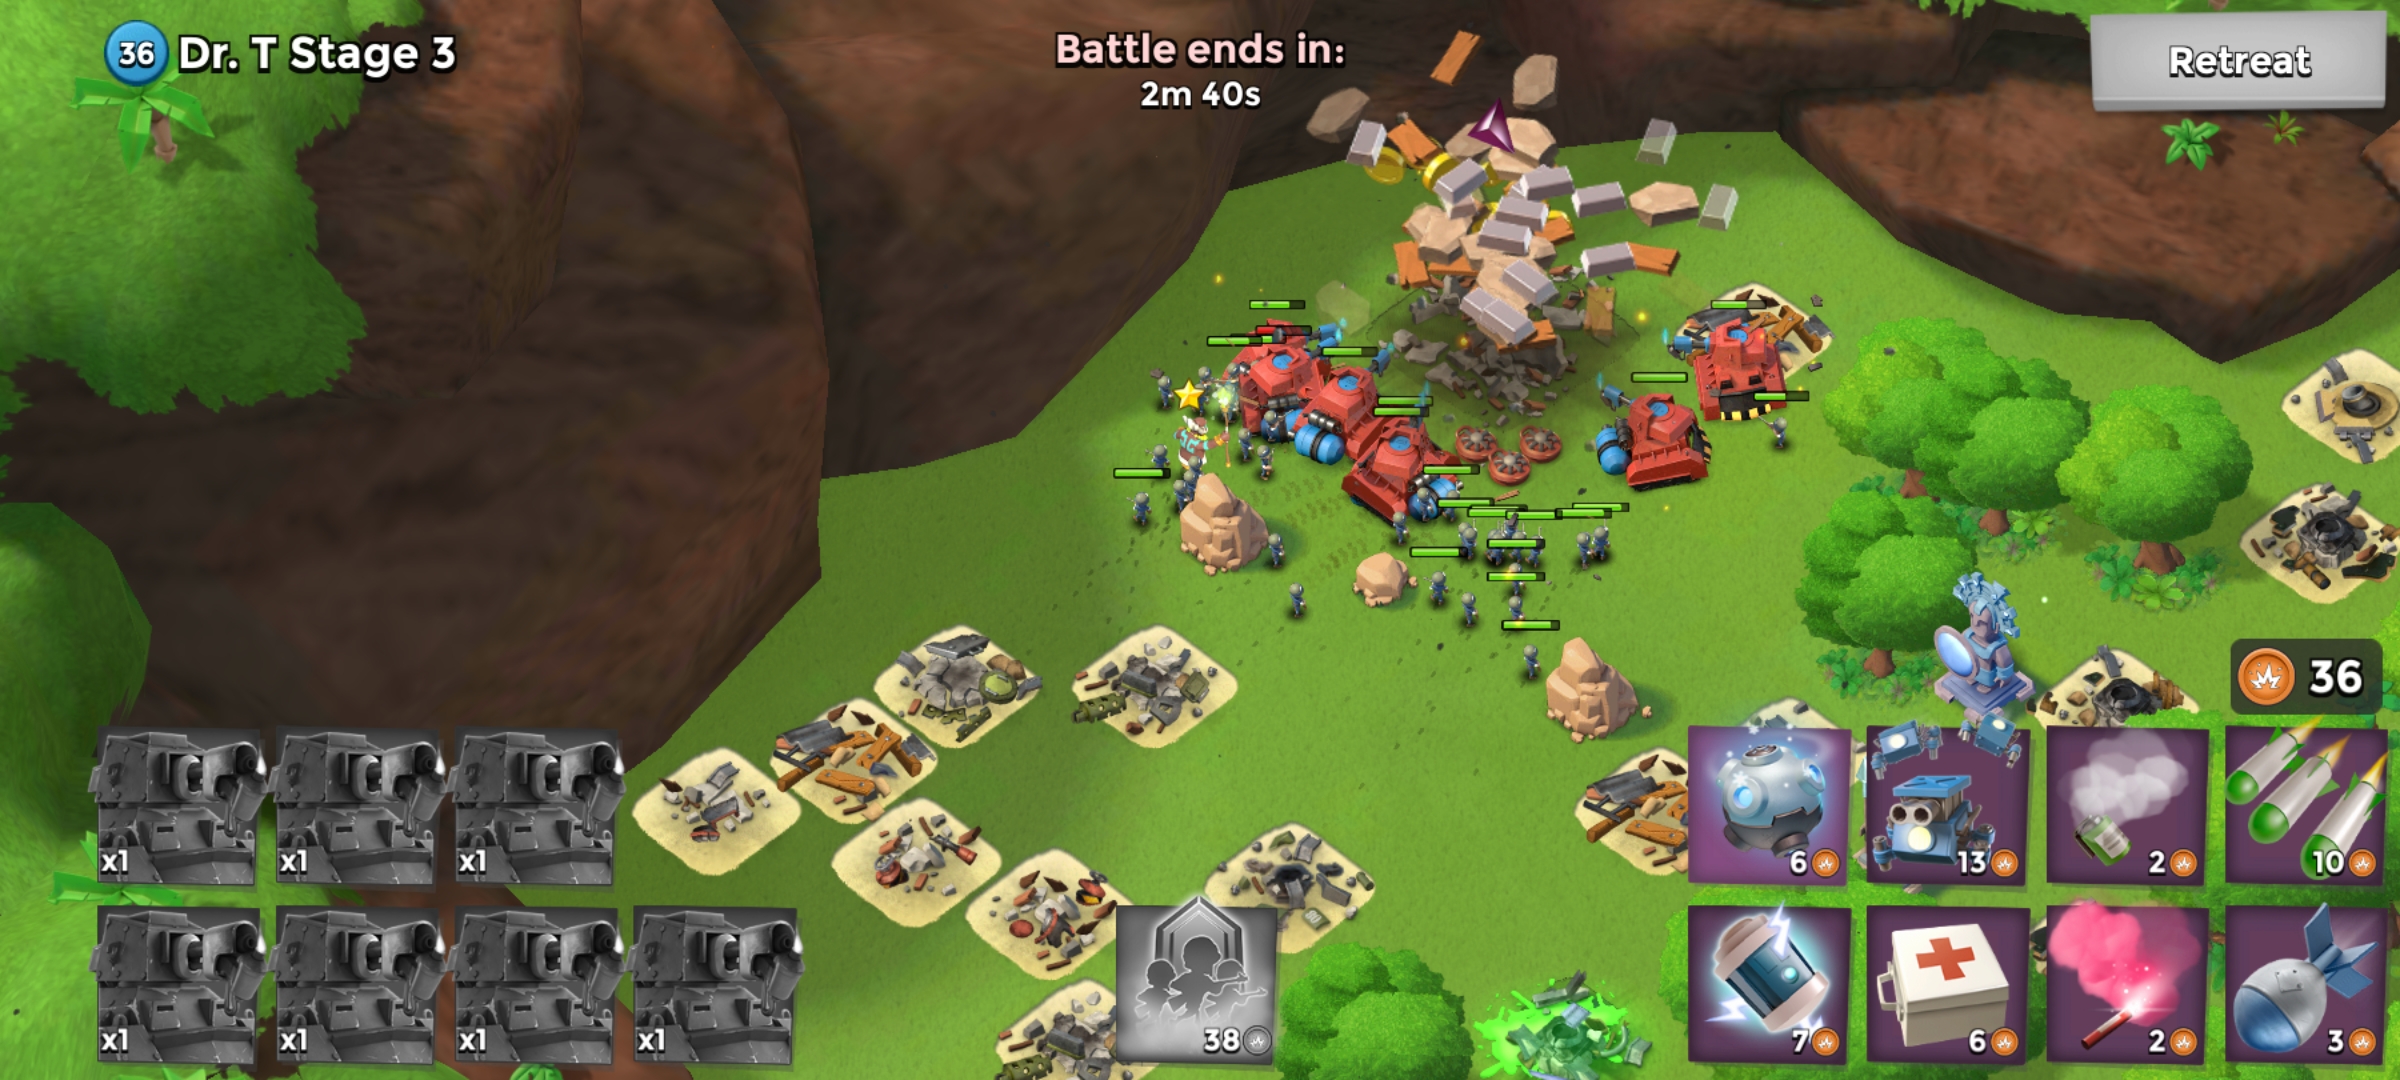 36 Dr. T Stage 3
Battle ends in:
2m 40s
Retreat
36
6
13
2
10
x1
x1
x1
x1
x1
x1
x1
38
7
6
2
3